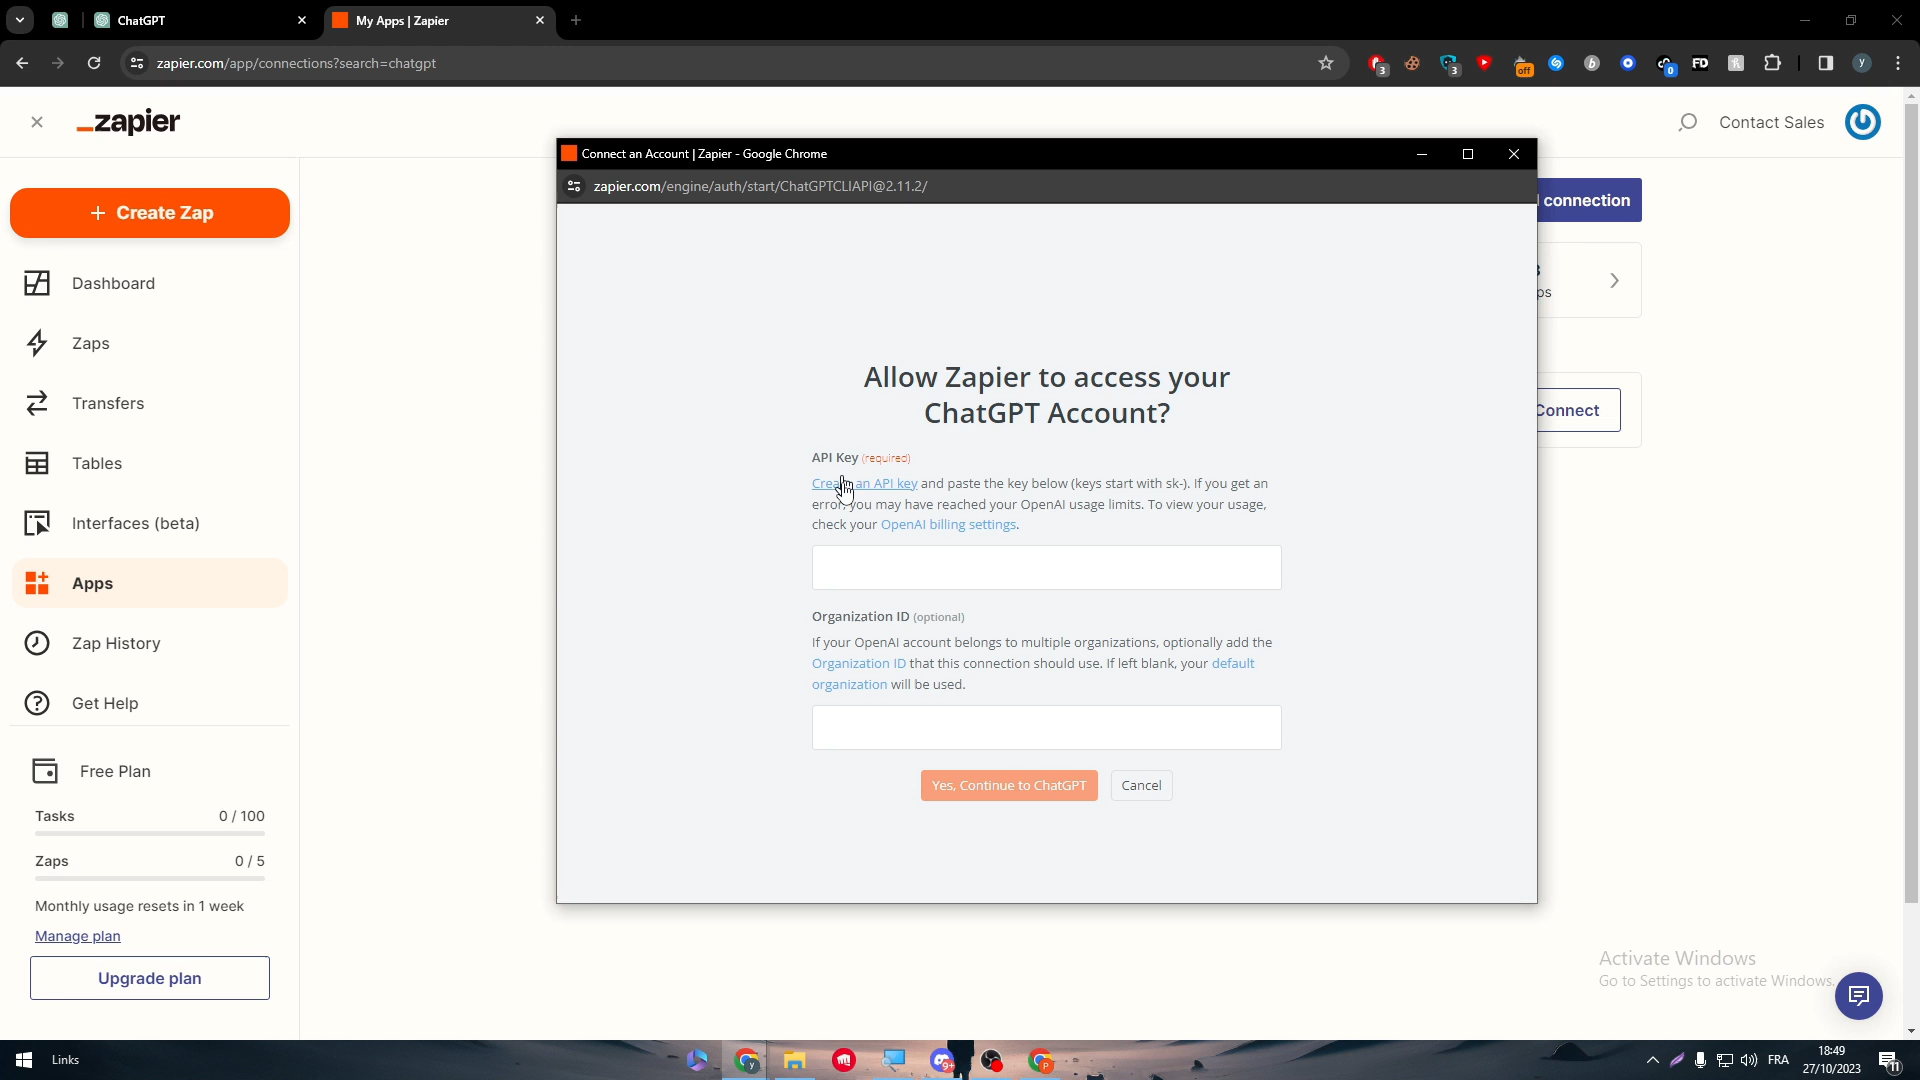 ChatGPT
My Apps | Zapier
zapier.com/app/connections?search=chatgpt
3
3
off
0
FD
y
_zapier
Contact Sales
Create Zap
Dashboard
Zaps
Transfers
Tables
Interfaces (beta)
Apps
Zap History
Get Help
Free Plan
Tasks 0 / 100
Zaps 0 / 5
Monthly usage resets in 1 week
Manage plan
Upgrade plan
Connect an Account | Zapier - Google Chrome
zapier.com/engine/auth/start/ChatGPTCLIAPI@2.11.2/
Allow Zapier to access your
ChatGPT Account?
API Key (required)
an API key and paste the key below (keys start with sk-). If you get an
you may have reached your OpenAI usage limits. To view your usage,
check your OpenAI billing settings.
Organization ID (optional)
If your OpenAI account belongs to multiple organizations, optionally add the
Organization ID that this connection should use. If left blank, your default
organization will be used.
Yes, Continue to ChatGPT
Cancel
connection
Connect
Activate Windows
Go to Settings to activate Windows.
Links
9+
FRA
18:49
27/10/2023
11